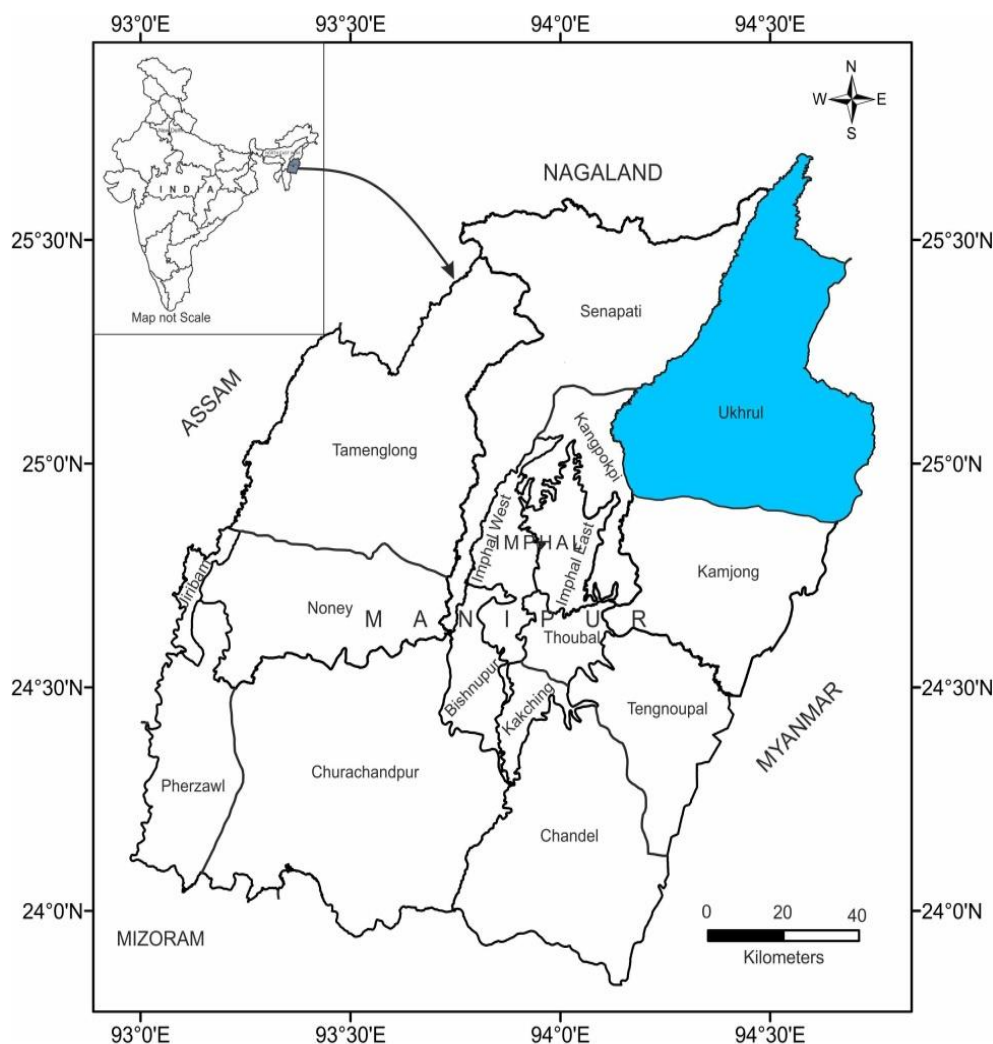 93°0'E 93°30'E 94°0'E 94°30'E
N
W E
S
New Delhi
INDIA
Map not Scale
NAGALAND
25°30'N 25°30'N
Senapati
ASSAM
Ukhrul
Tamenglong
Kangpokpi
25°0'N 25°0'N
Imphal West
IMPHAL
Imphal East
Kamjong
Jiribam
Noney
MANIPUR
Thoubal
24°30'N 24°30'N
Bishnupur
Kakching
Tengnoupal
MYANMAR
Churachandpur
Pherzawl
Chandel
24°0'N 24°0'N
0 20 40
Kilometers
MIZORAM
93°0'E 93°30'E 94°0'E 94°30'E